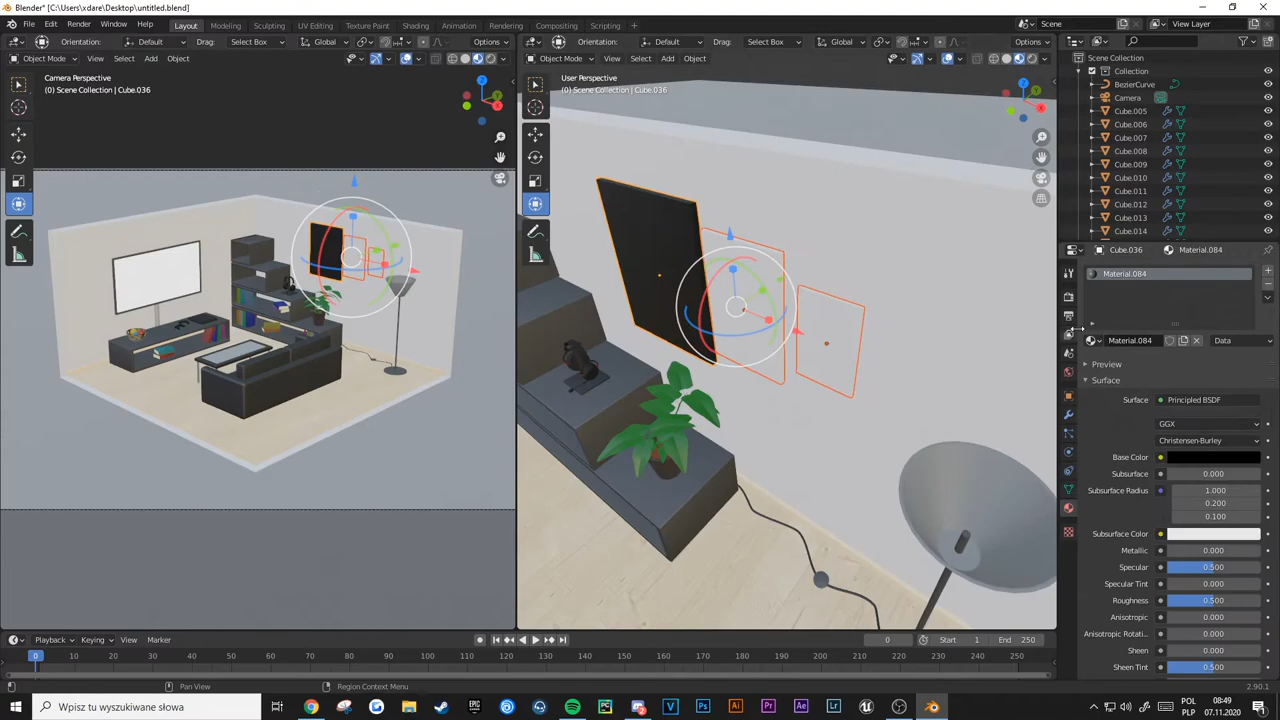 Blender* [C:\Users\xdare\Desktop\untitled.blend]
File Edit Render Window Help Layout Modeling Sculpting UV Editing Texture Paint Shading Animation Rendering Compositing Scripting Scene View Layer
Orientation: Default Drag: Select Box Global Options
Orientation: Default Drag: Select Box Global Options
Object Mode View Select Add Object
Object Mode View Select Add Object
Camera Perspective
(0) Scene Collection | Cube.036
User Perspective
(0) Scene Collection | Cube.036
Scene Collection
Collection
BezierCurve
Camera
Cube.005
Cube.006
Cube.007
Cube.008
Cube.009
Cube.010
Cube.011
Cube.012
Cube.013
Cube.014
Cube.036 Material.084
Material.084
Material.084 Data
Preview
Surface
Surface Principled BSDF
GGX
Christensen-Burley
Base Color
Subsurface 0.000
Subsurface Radius 1.000
0.200
0.100
Subsurface Color
Metallic 0.000
Specular 0.500
Specular Tint 0.000
Roughness 0.500
Anisotropic 0.000
Anisotropic Rotati... 0.000
Sheen 0.000
Sheen Tint 0.500
Playback Keying View Marker 0 Start 1 End 250
0 10 20 30 40 50 60 70 80 90 100 110 120 130 140 150 160 170 180 190 200 210 220 230 240 250
Pan View Region Context Menu 2.90.1
Wpisz tu wyszukiwane słowa
POL
PLP
08:49
07.11.2020